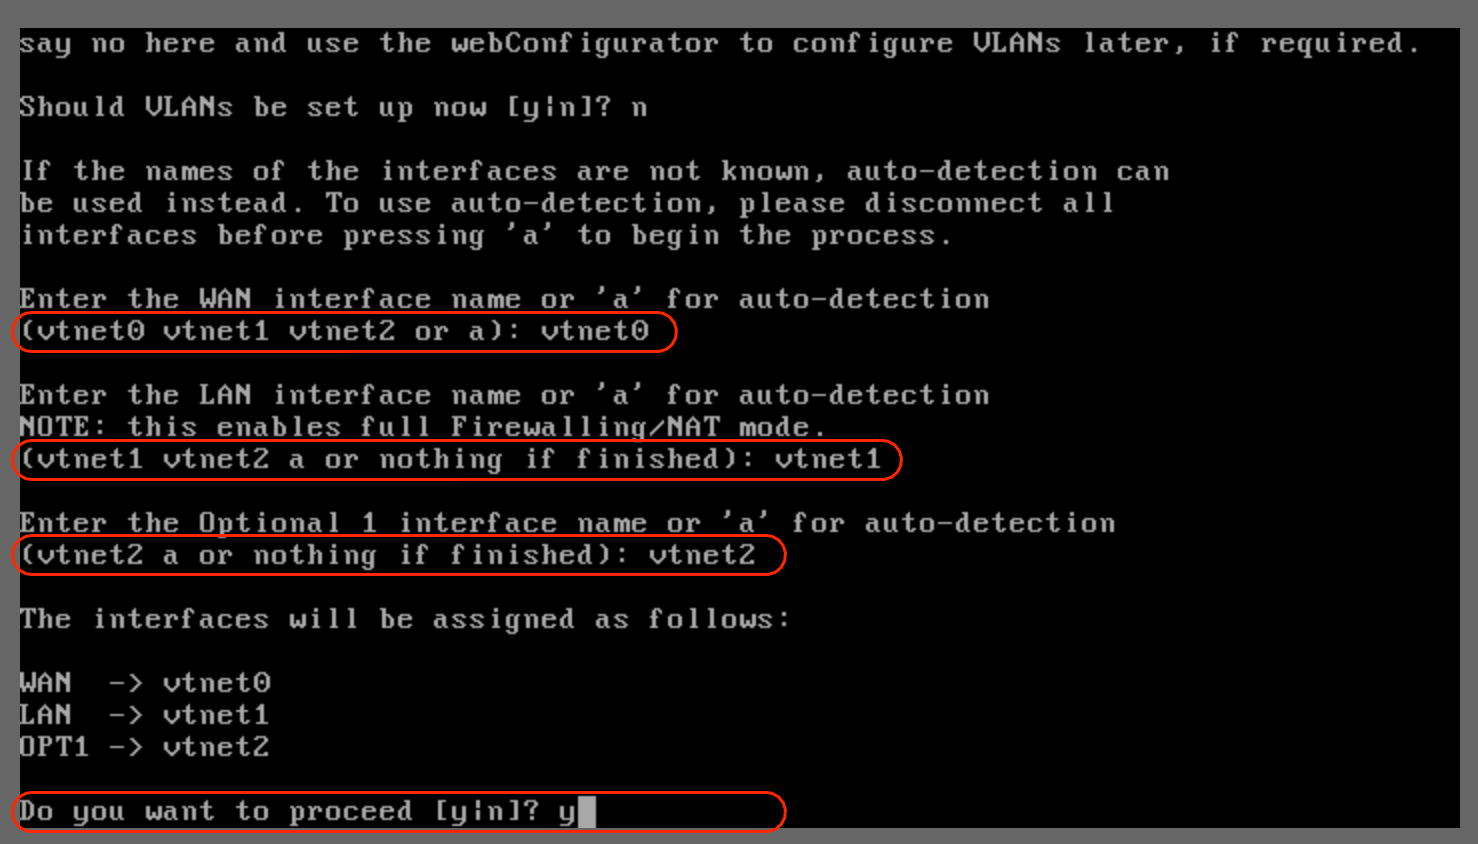 say no here and use the webConfigurator to configure VLANs later, if required.
Should VLANs be set up now [y|n]? n
If the names of the interfaces are not known, auto-detection can
be used instead. To use auto-detection, please disconnect all
interfaces before pressing 'a' to begin the process.
Enter the WAN interface name or 'a' for auto-detection
(vtnet0 vtnet1 vtnet2 or a): vtnet0
Enter the LAN interface name or 'a' for auto-detection
NOTE: this enables full Firewalling/NAT mode.
(vtnet1 vtnet2 a or nothing if finished): vtnet1
Enter the Optional 1 interface name or 'a' for auto-detection
(vtnet2 a or nothing if finished): vtnet2
The interfaces will be assigned as follows:
WAN  -> vtnet0
LAN  -> vtnet1
OPT1 -> vtnet2
Do you want to proceed [y|n]? y